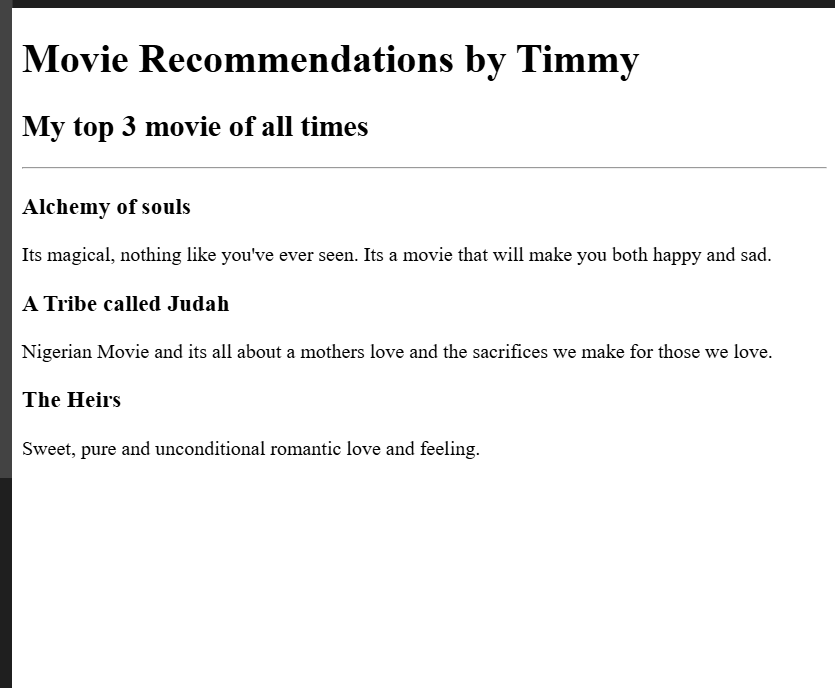 Movie Recommendations by Timmy
My top 3 movie of all times
Alchemy of souls
Its magical, nothing like you've ever seen. Its a movie that will make you both happy and sad.
A Tribe called Judah
Nigerian Movie and its all about a mothers love and the sacrifices we make for those we love.
The Heirs
Sweet, pure and unconditional romantic love and feeling.